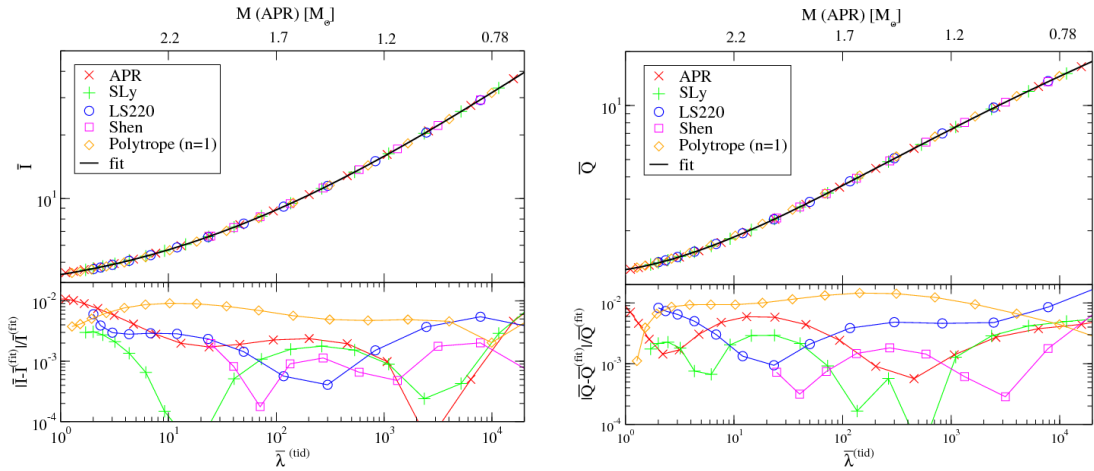 M (APR) [M⊙]
2.2 1.7 1.2 0.78
APR
SLy
LS220
Shen
Polytrope (n=1)
fit
I̅
10¹
10⁻²
10⁻³
10⁻⁴
|I̅-I̅⁽ᶠⁱᵗ⁾|/I̅⁽ᶠⁱᵗ⁾
10⁰ 10¹ 10² 10³ 10⁴
λ̅⁽ᵗⁱᵈ⁾
M (APR) [M⊙]
2.2 1.7 1.2 0.78
APR
SLy
LS220
Shen
Polytrope (n=1)
fit
Q̅
10¹
10⁻²
10⁻³
10⁻⁴
|Q̅-Q̅⁽ᶠⁱᵗ⁾|/Q̅⁽ᶠⁱᵗ⁾
10⁰ 10¹ 10² 10³ 10⁴
λ̅⁽ᵗⁱᵈ⁾